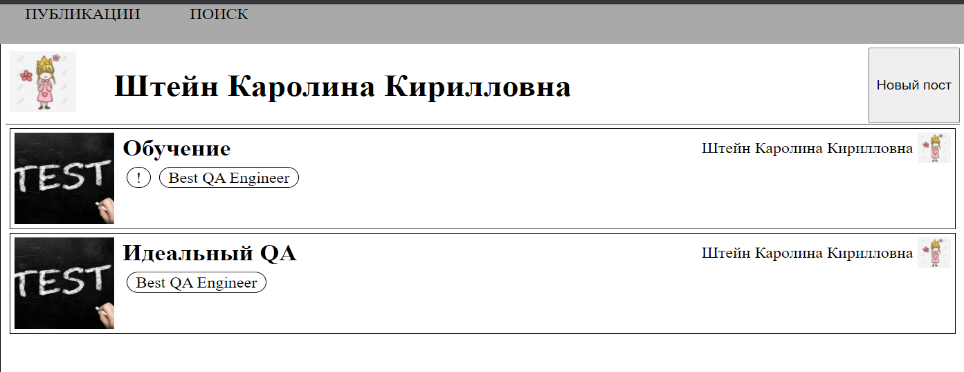 ПУБЛИКАЦИИ ПОИСК
Штейн Каролина Кирилловна
Новый пост
TEST
Обучение
Штейн Каролина Кирилловна
! Best QA Engineer
TEST
Идеальный QA
Штейн Каролина Кирилловна
Best QA Engineer